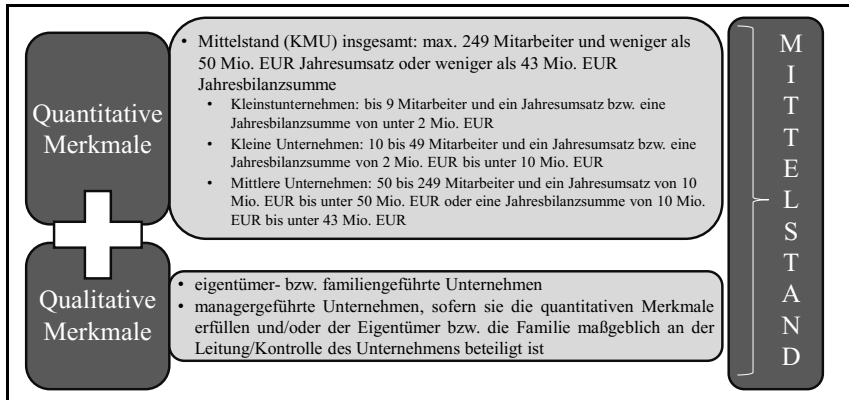 Quantitative
Merkmale
• Mittelstand (KMU) insgesamt: max. 249 Mitarbeiter und weniger als
50 Mio. EUR Jahresumsatz oder weniger als 43 Mio. EUR
Jahresbilanzsumme
• Kleinstunternehmen: bis 9 Mitarbeiter und ein Jahresumsatz bzw. eine
Jahresbilanzsumme von unter 2 Mio. EUR
• Kleine Unternehmen: 10 bis 49 Mitarbeiter und ein Jahresumsatz bzw. eine
Jahresbilanzsumme von 2 Mio. EUR bis unter 10 Mio. EUR
• Mittlere Unternehmen: 50 bis 249 Mitarbeiter und ein Jahresumsatz von 10
Mio. EUR bis unter 50 Mio. EUR oder eine Jahresbilanzsumme von 10 Mio.
EUR bis unter 43 Mio. EUR
Qualitative
Merkmale
• eigentümer- bzw. familiengeführte Unternehmen
• managergeführte Unternehmen, sofern sie die quantitativen Merkmale
erfüllen und/oder der Eigentümer bzw. die Familie maßgeblich an der
Leitung/Kontrolle des Unternehmens beteiligt ist
MITTELSTAND